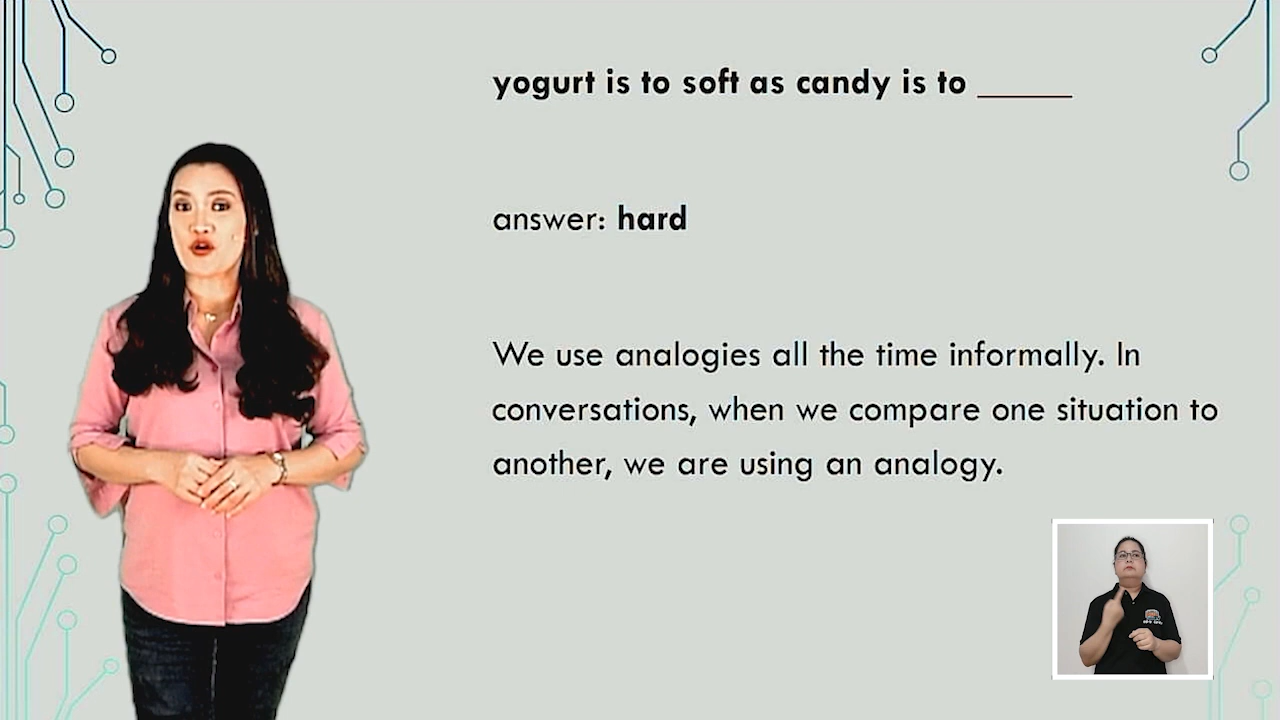 yogurt is to soft as candy is to _____
answer: hard
We use analogies all the time informally. In
conversations, when we compare one situation to
another, we are using an analogy.